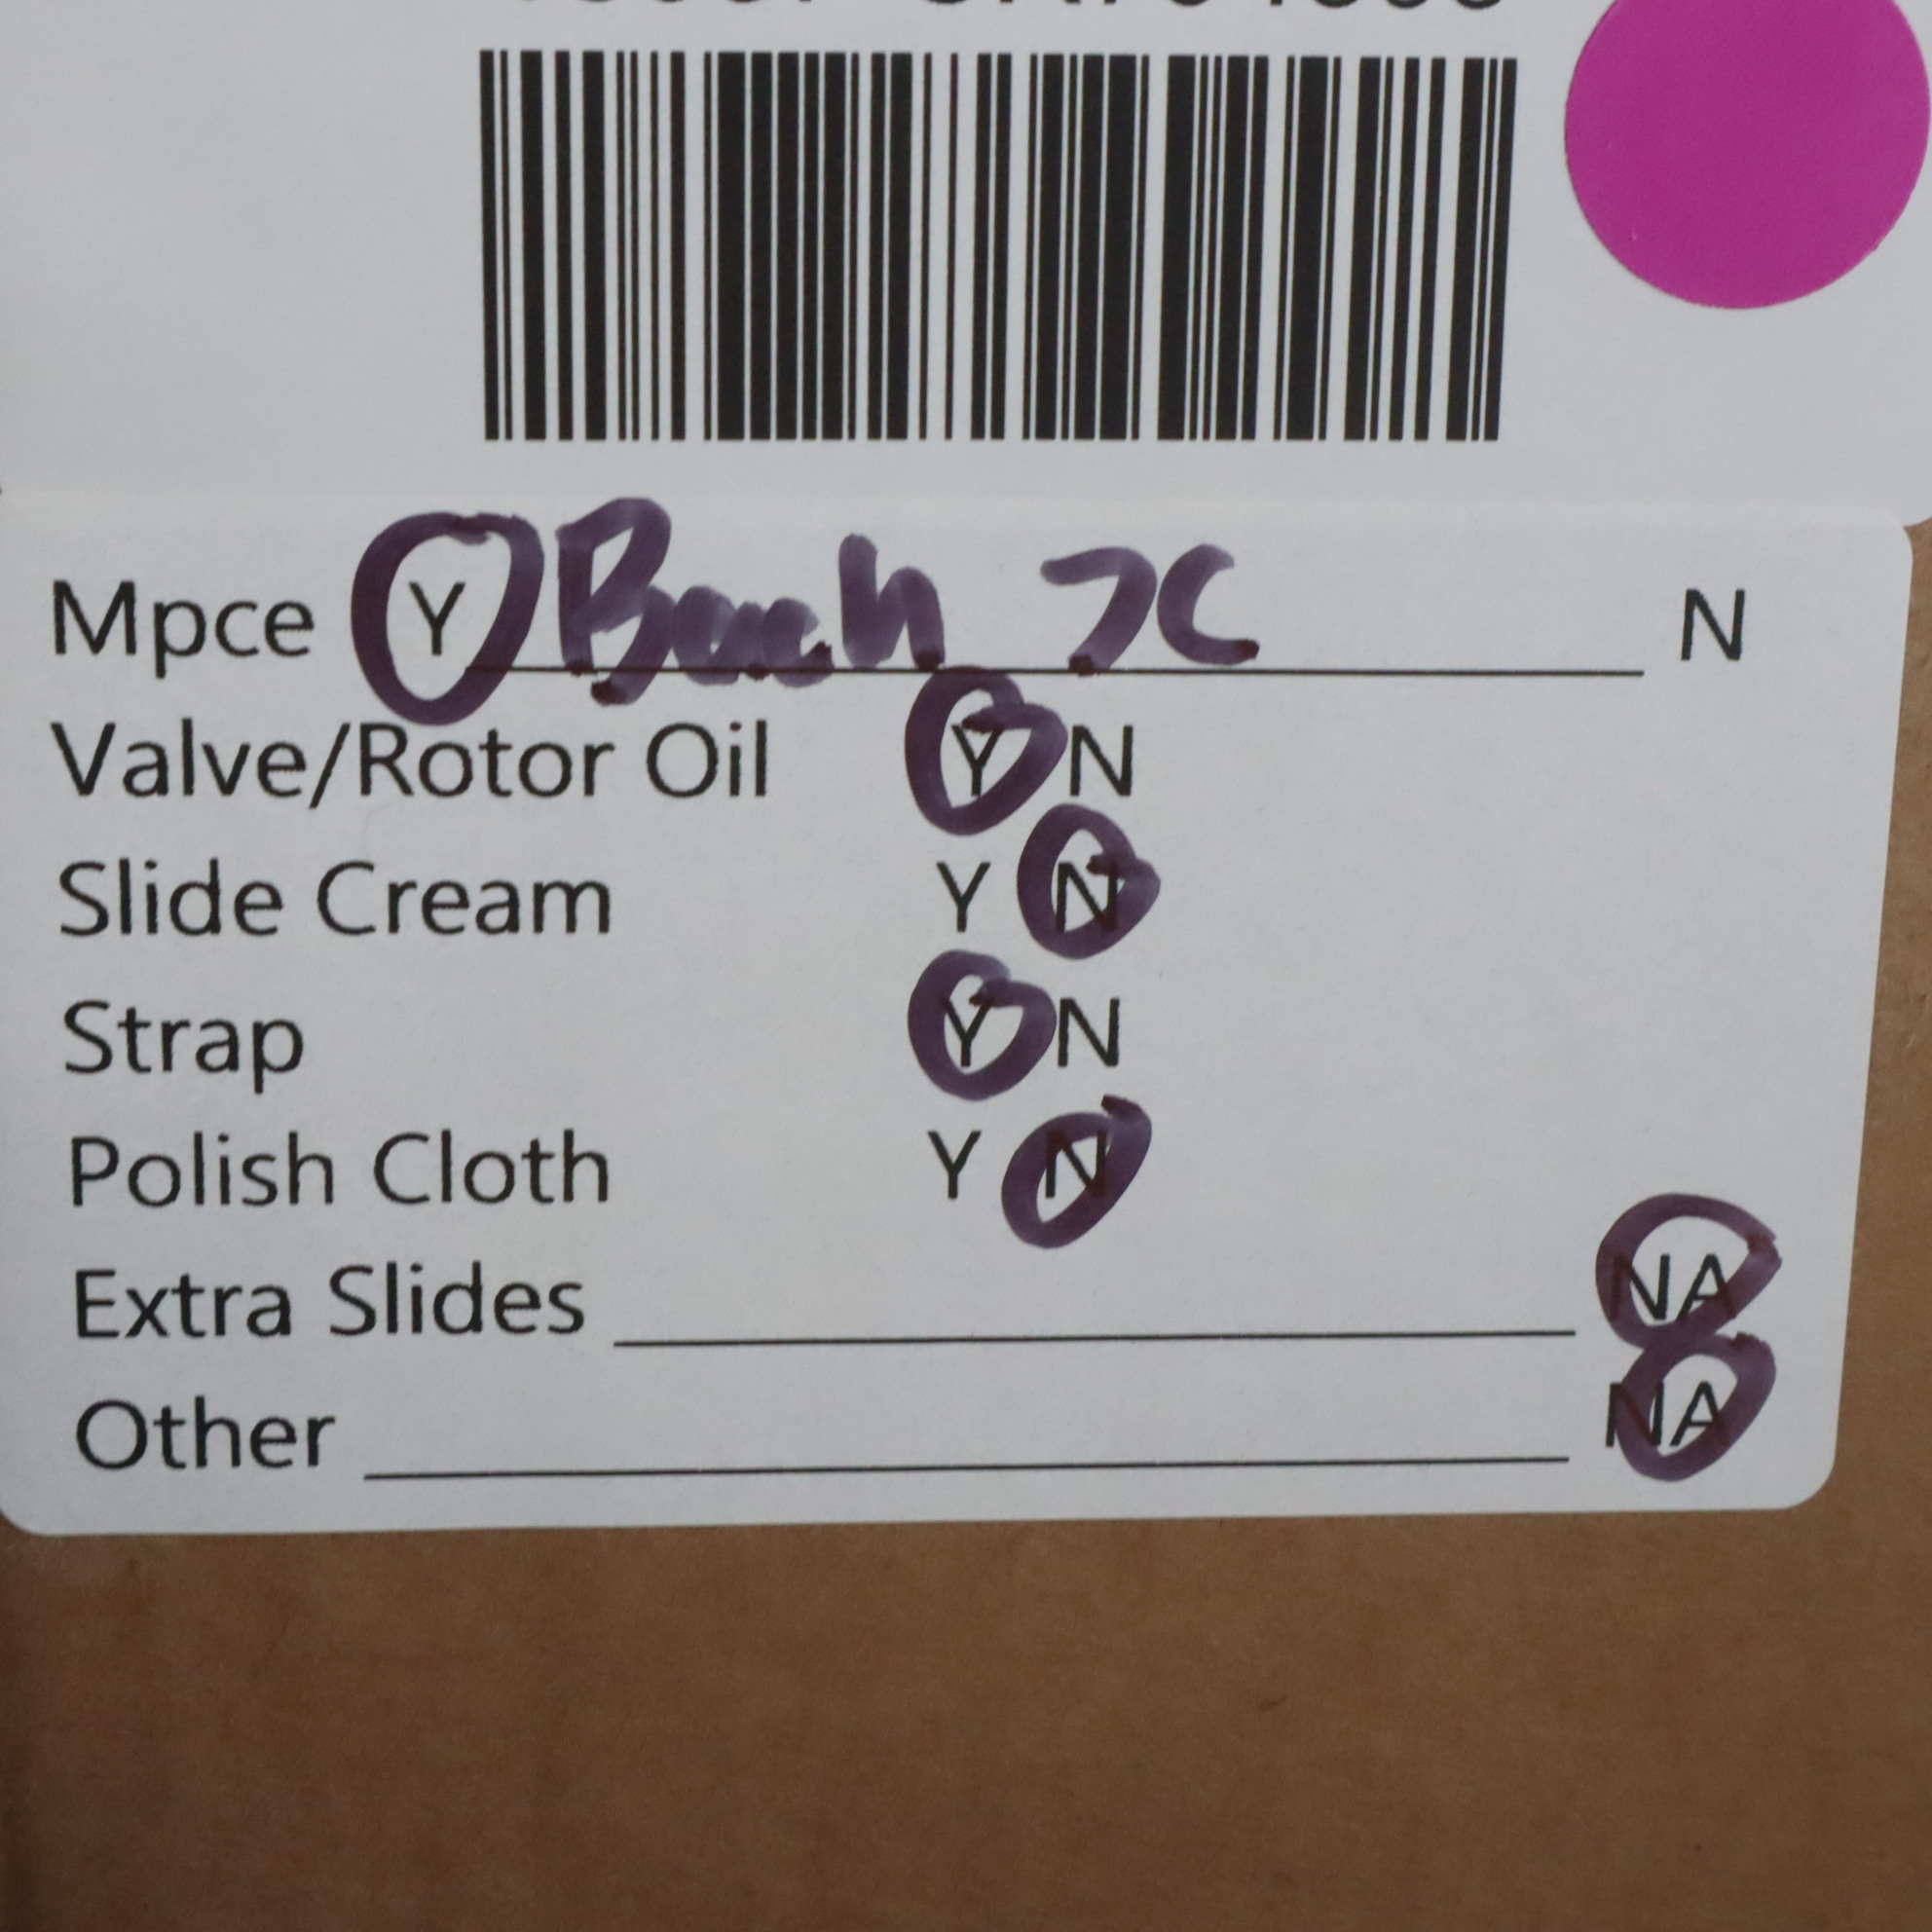 Mpce Y Bach 7C N
Valve/Rotor Oil Y N
Slide Cream Y N
Strap Y N
Polish Cloth Y N
Extra Slides NA
Other NA